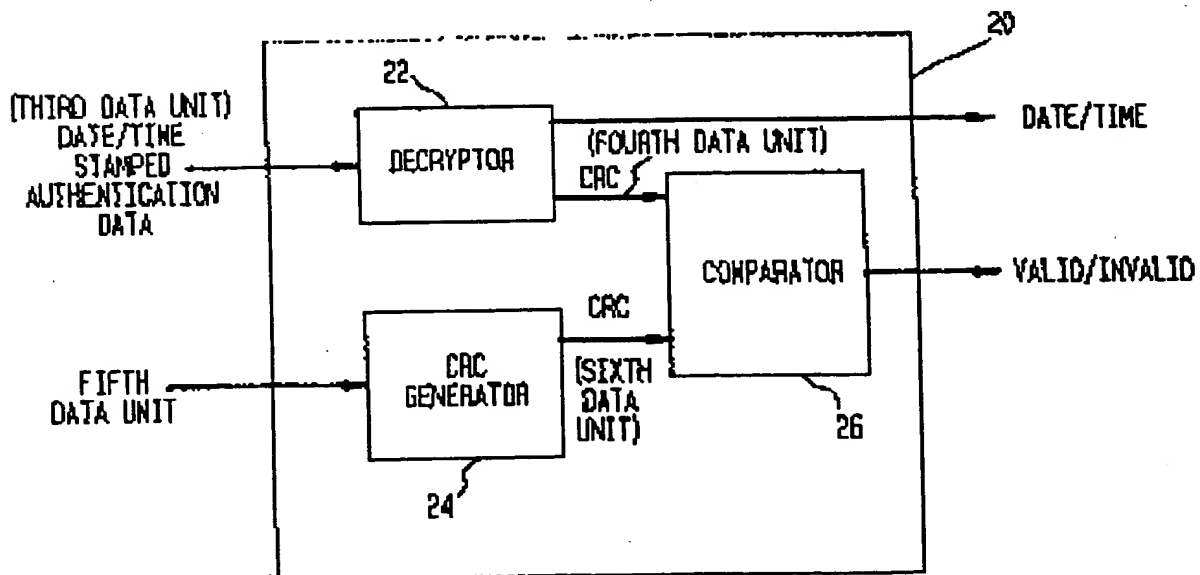 20
22
(THIRD DATA UNIT)
DATE/TIME
STAMPED
AUTHENTICATION
DATA
DECRYPTOR
DATE/TIME
(FOURTH DATA UNIT)
CRC
COMPARATOR
VALID/INVALID
26
FIFTH
DATA UNIT
CRC
GENERATOR
24
CRC
(SIXTH
DATA
UNIT)